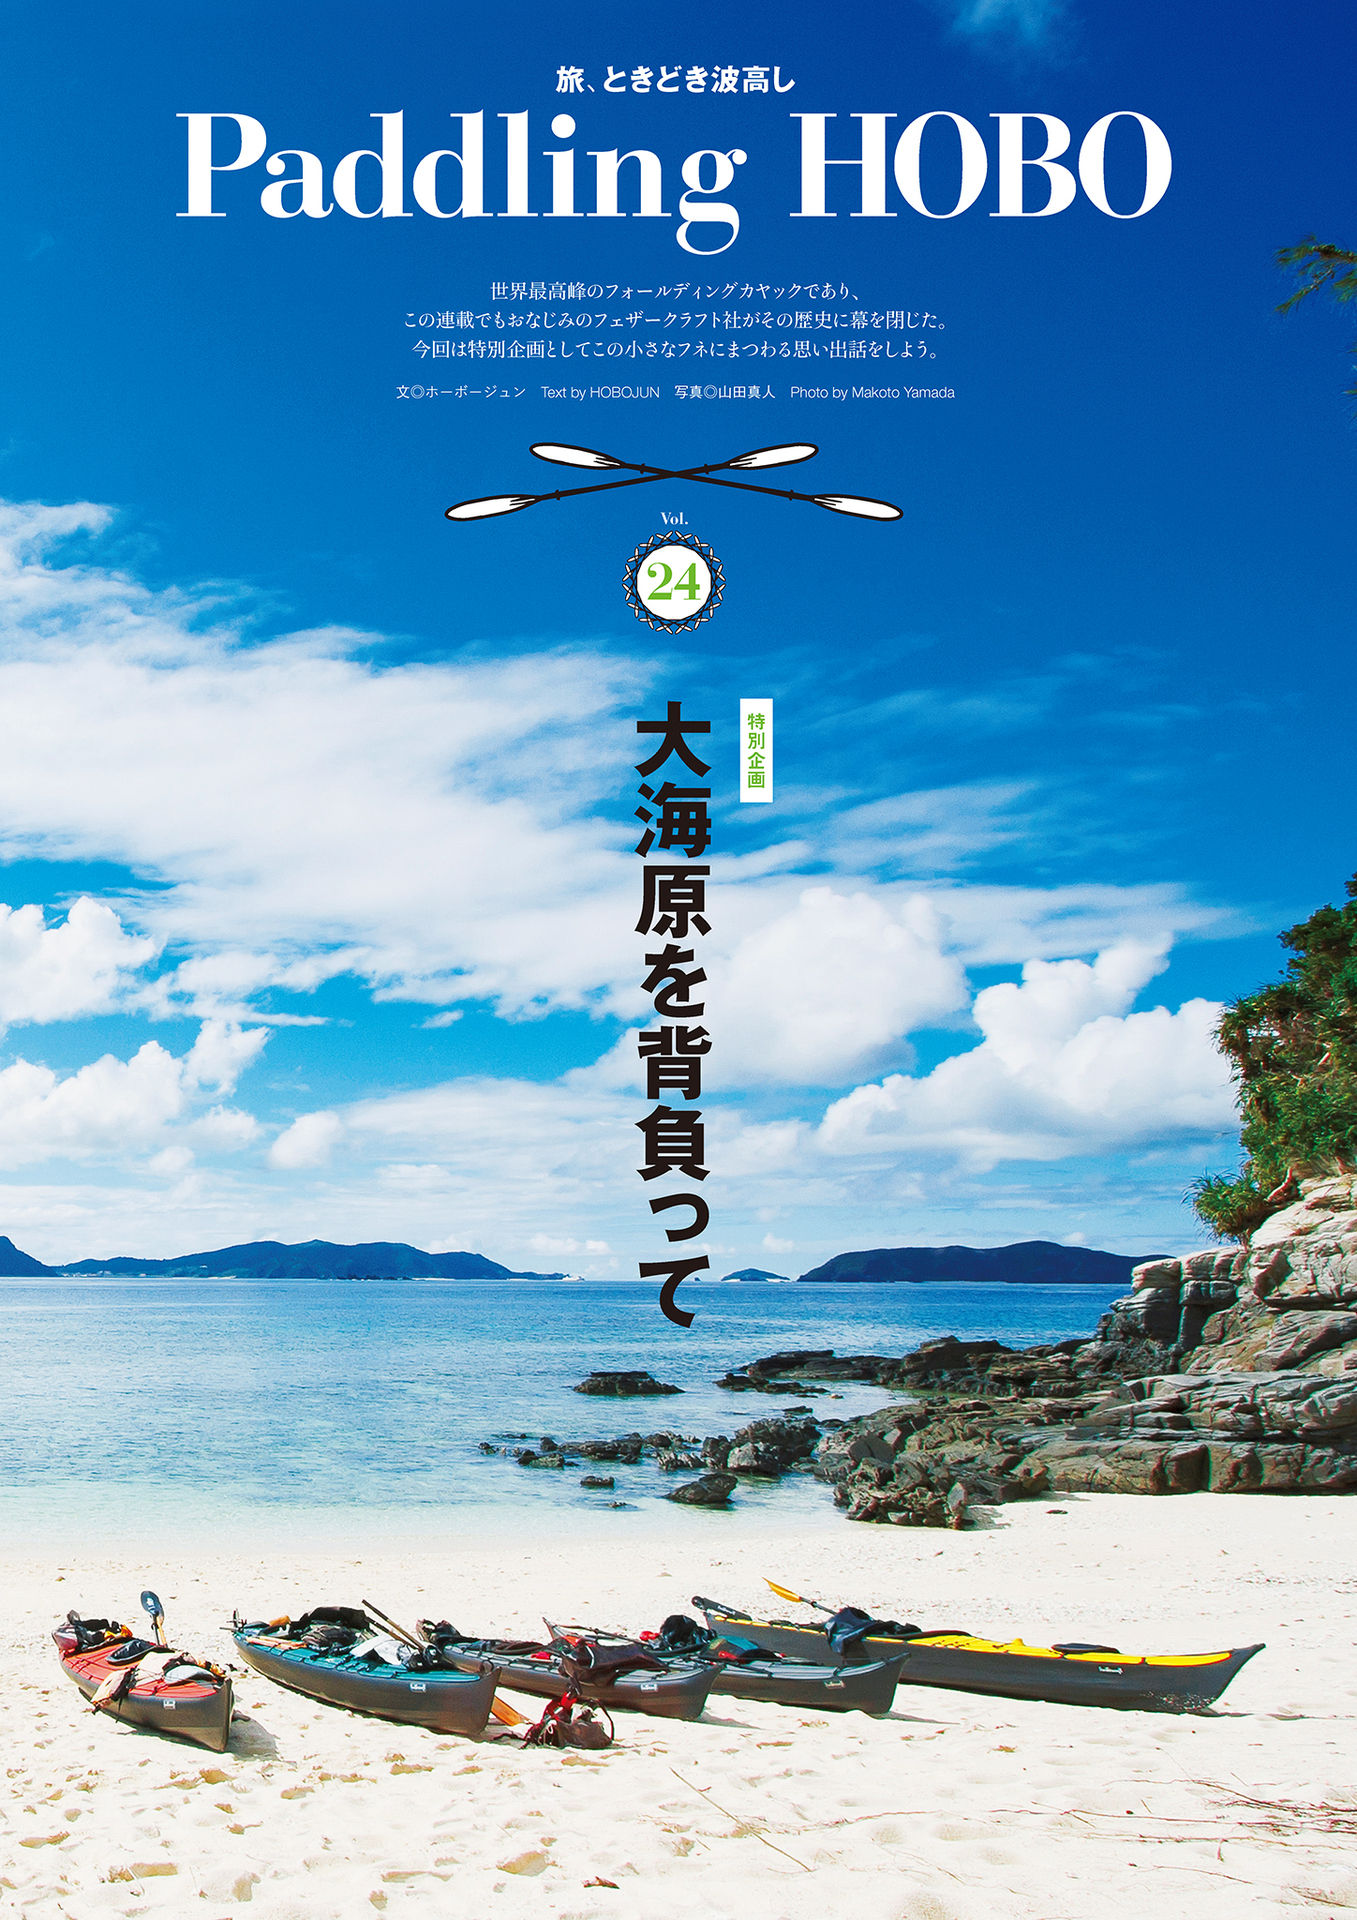 旅、ときどき波高し
Paddling HOBO
世界最高峰のフォールディングカヤックであり、
この連載でもおなじみのフェザークラフト社がその歴史に幕を閉じた。
今回は特別企画としてこの小さなフネにまつわる思い出話をしよう。
文◎ホーボージュン　Text by HOBOJUN　写真◎山田真人　Photo by Makoto Yamada
Vol.
24
特別企画
大海原を背負って